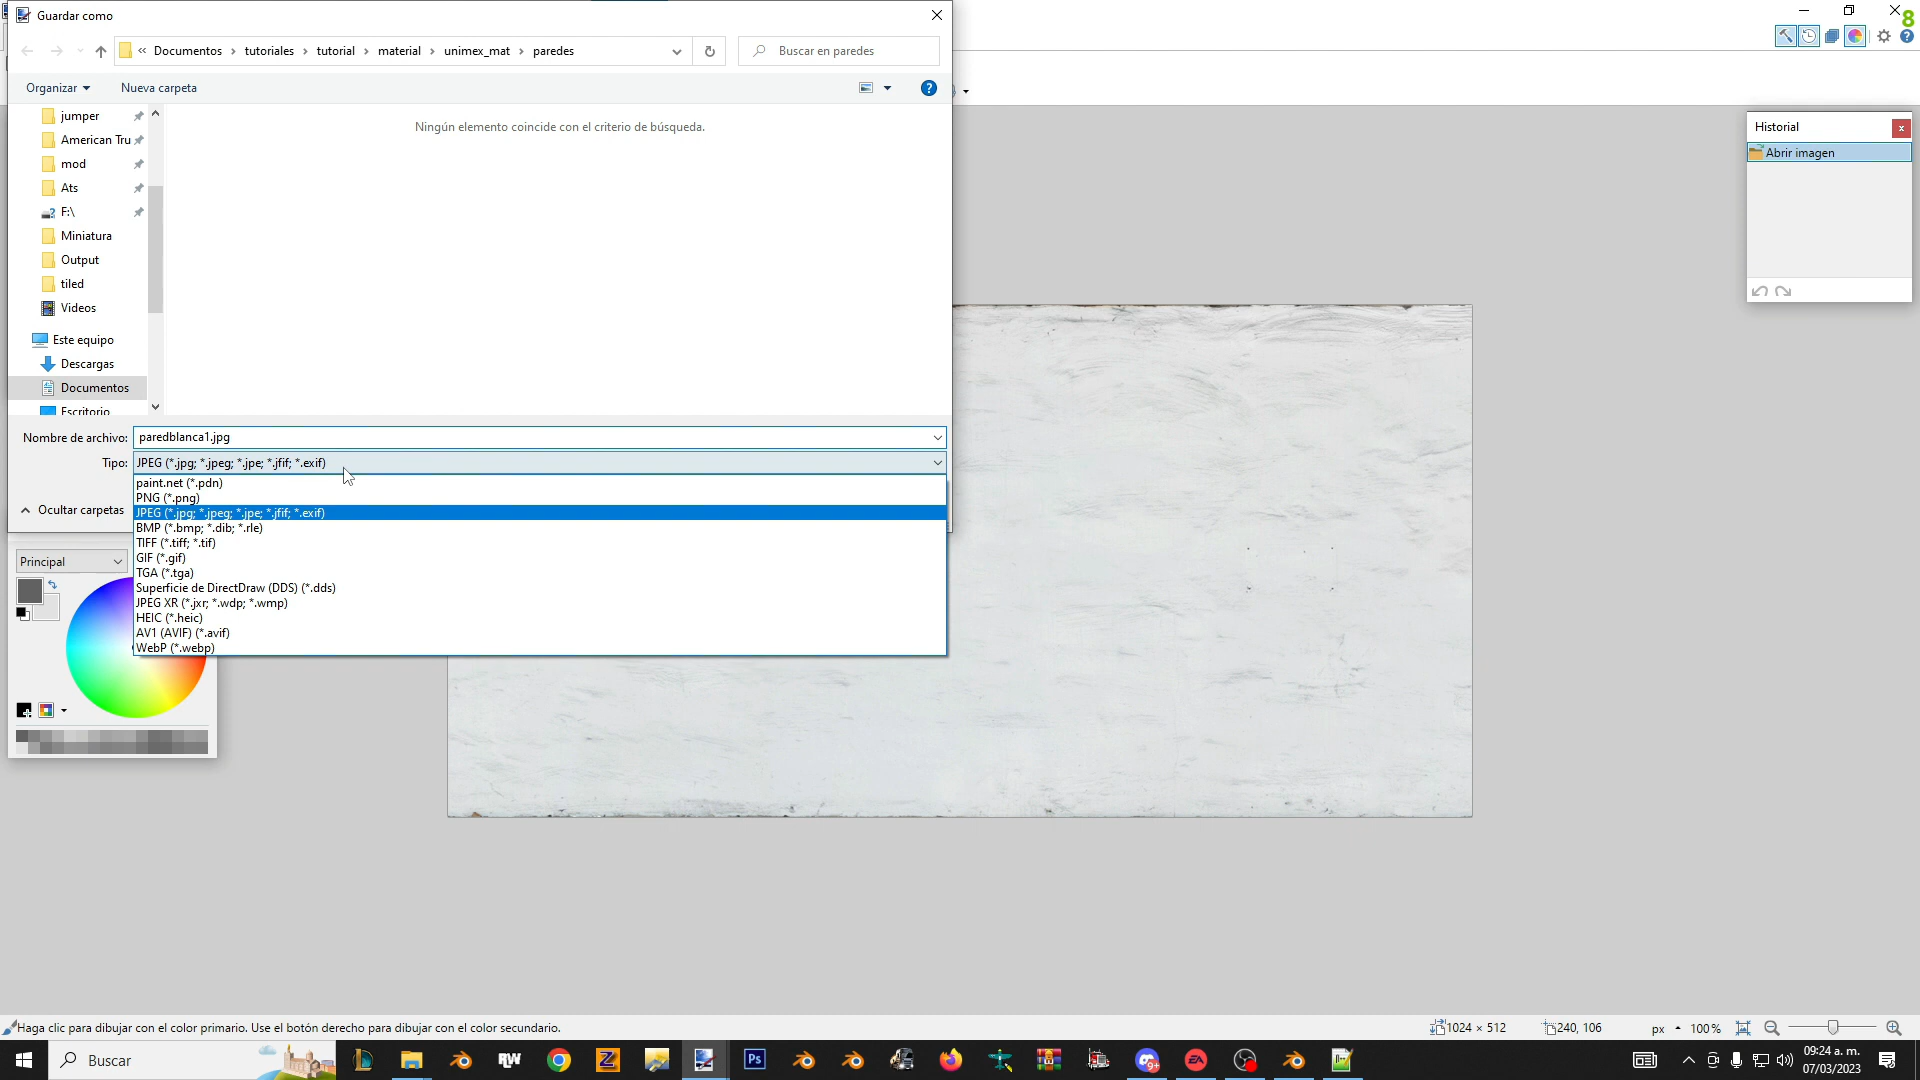 Guardar como
8
« Documentos › tutoriales › tutorial › material › unimex_mat › paredes
Buscar en paredes
Organizar
Nueva carpeta
jumper
American Tru
mod
Ats
F:\
Miniatura
Output
tiled
Videos
Este equipo
Descargas
Documentos
Escritorio
Ningún elemento coincide con el criterio de búsqueda.
Historial
x
Abrir imagen
Nombre de archivo: paredblanca1.jpg
Tipo: JPEG (*.jpg; *.jpeg; *.jpe; *.jfif; *.exif)
paint.net (*.pdn)
PNG (*.png)
JPEG (*.jpg; *.jpeg; *.jpe; *.jfif; *.exif)
BMP (*.bmp; *.dib; *.rle)
TIFF (*.tiff; *.tif)
GIF (*.gif)
TGA (*.tga)
Superficie de DirectDraw (DDS) (*.dds)
JPEG XR (*.jxr; *.wdp; *.wmp)
HEIC (*.heic)
AV1 (AVIF) (*.avif)
WebP (*.webp)
Ocultar carpetas
Principal
Haga clic para dibujar con el color primario. Use el botón derecho para dibujar con el color secundario.
1024 × 512
240, 106
px
100%
Buscar
RW
Z
Ps
9+
EA
09:24 a. m.
07/03/2023